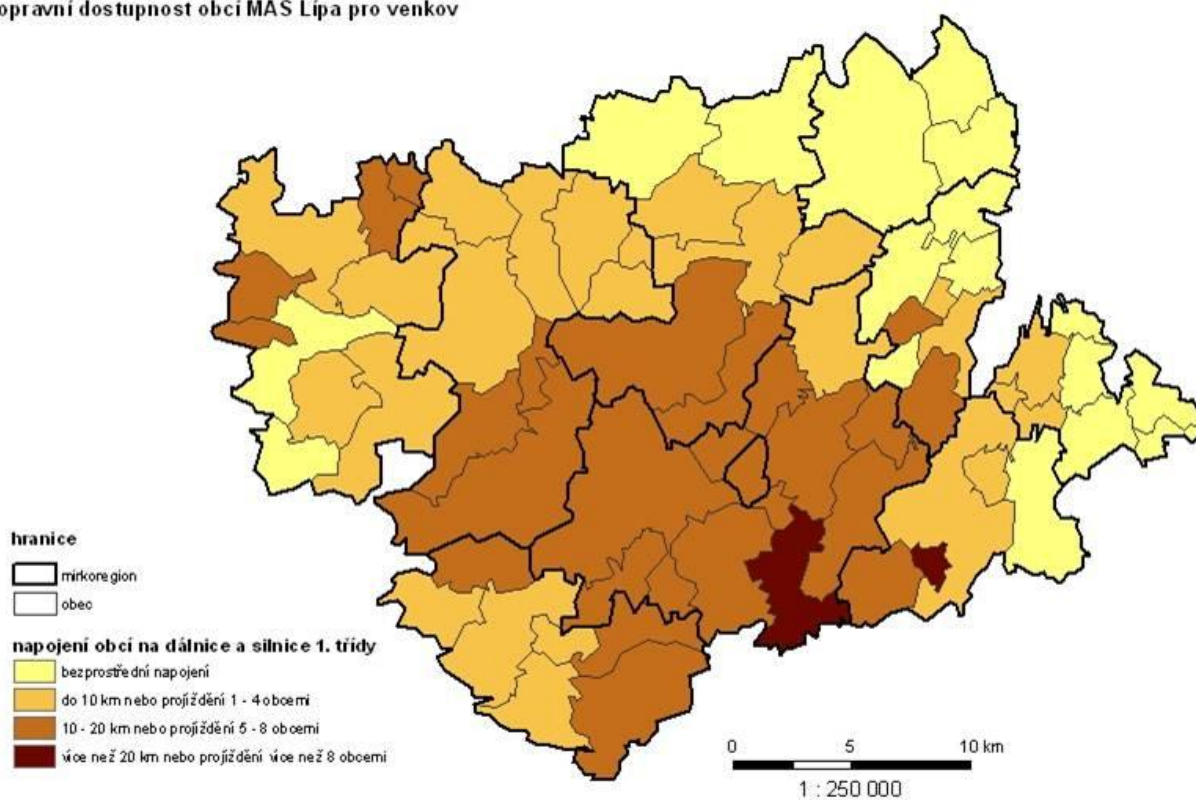 opravní dostupnost obcí MAS Lípa pro venkov
hranice
mirkoregion
obec
napojení obcí na dálnice a silnice 1. třídy
bezprostřední napojení
do 10 km nebo projíždění 1 - 4 obcemi
10 - 20 km nebo projíždění 5 - 8 obcemi
více než 20 km nebo projíždění více než 8 obcemi
0 5 10 km
1 : 250 000